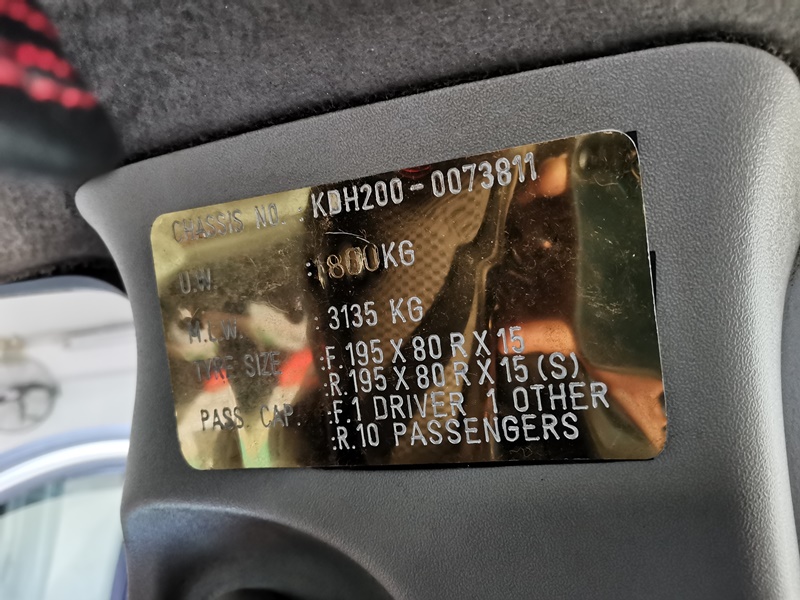 CHASSIS NO. : KDH200-0073811
U.W. : 1800KG
M.L.W. : 3135 KG
TYRE SIZE :F.195 X 80 R X 15
:R.195 X 80 R X 15 (S)
PASS. CAP. :F.1 DRIVER 1 OTHER
:R.10 PASSENGERS